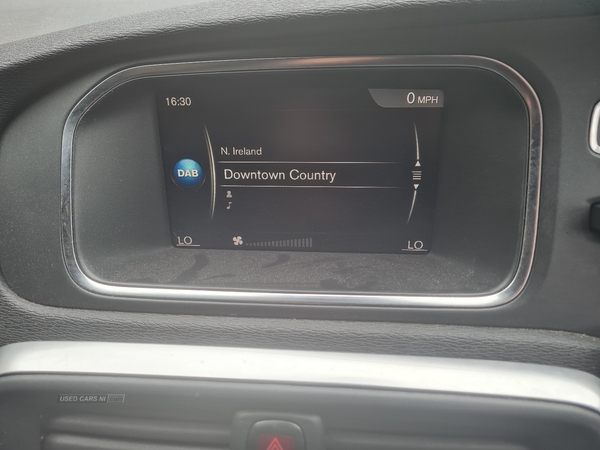 16:30
0 MPH
N. Ireland
DAB
Downtown Country
LO
LO
USED CARS NI